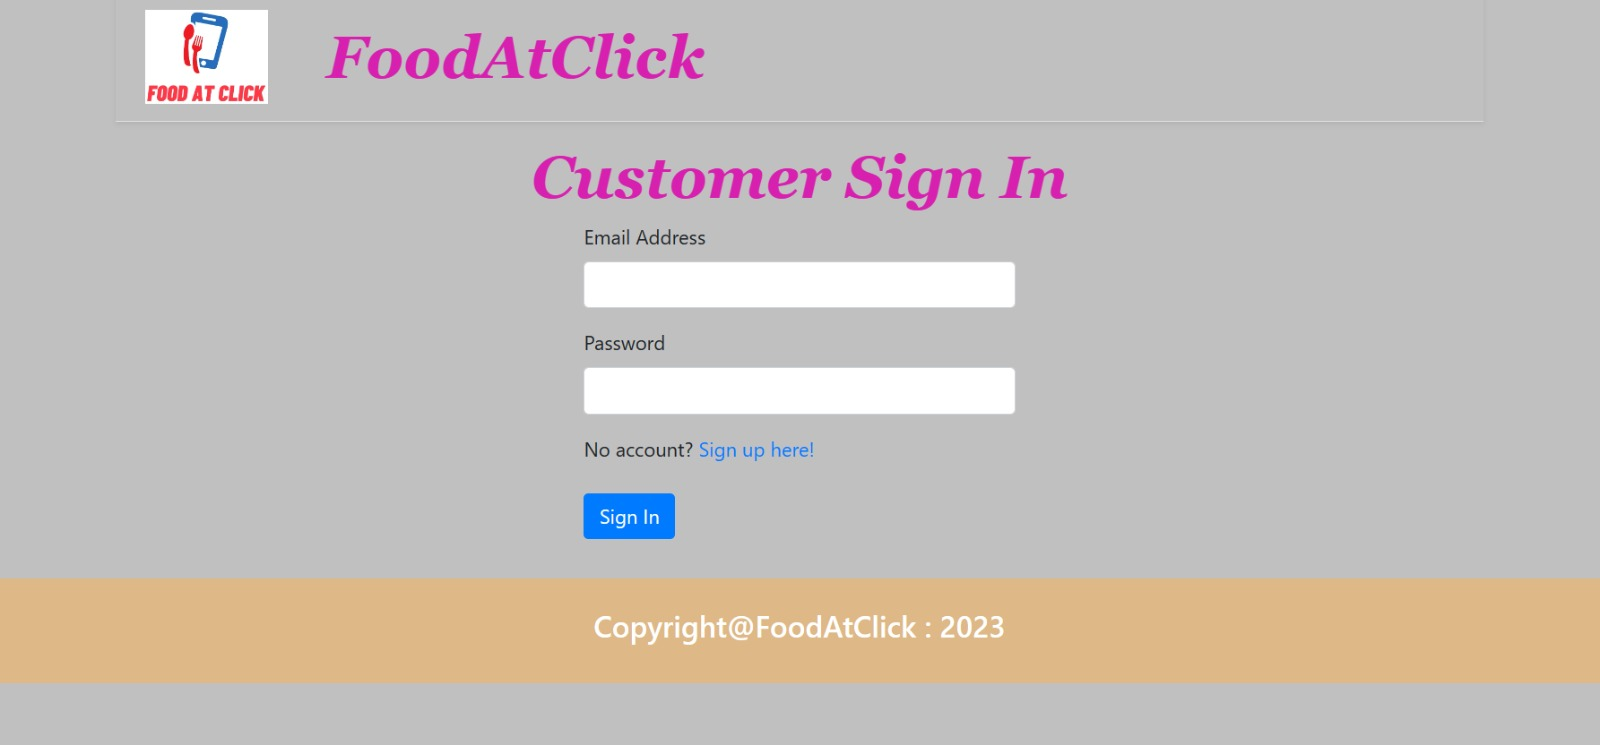 FOOD AT CLICK
FoodAtClick
Customer Sign In
Email Address
Password
No account? Sign up here!
Sign In
Copyright@FoodAtClick : 2023